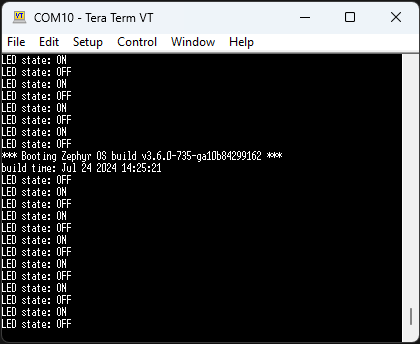 COM10 - Tera Term VT
File Edit Setup Control Window Help
LED state: ON
LED state: OFF
LED state: ON
LED state: OFF
LED state: ON
LED state: OFF
LED state: ON
LED state: OFF
*** Booting Zephyr OS build v3.6.0-735-ga10b84299162 ***
build time: Jul 24 2024 14:25:21
LED state: OFF
LED state: OFF
LED state: ON
LED state: OFF
LED state: ON
LED state: OFF
LED state: ON
LED state: OFF
LED state: ON
LED state: OFF
LED state: ON
LED state: OFF
LED state: OFF